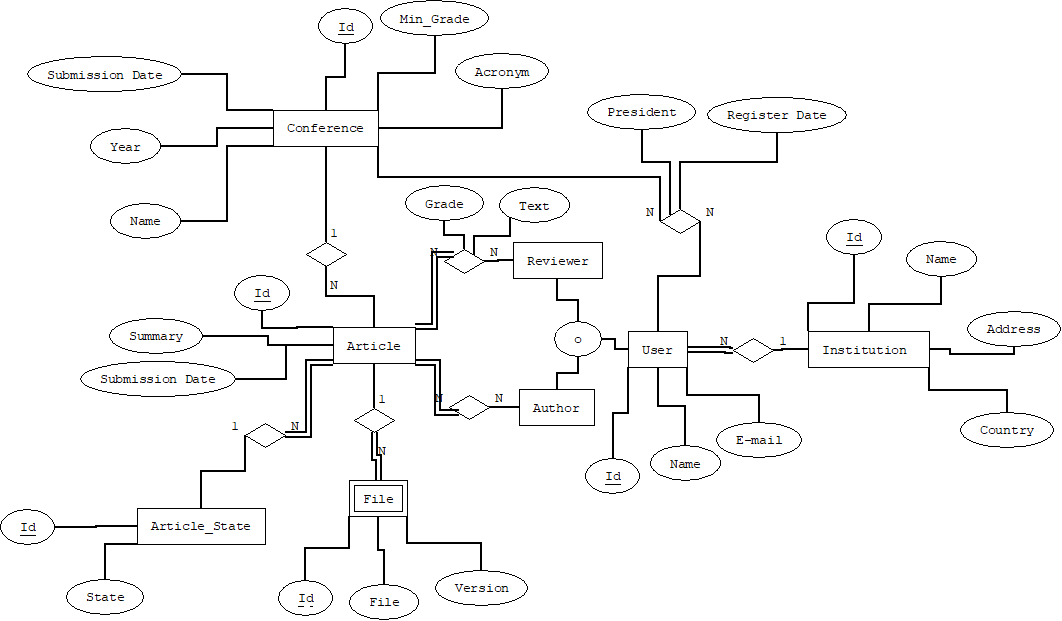 Min_Grade
Id
Acronym
Submission Date
President
Register Date
Conference
Year
Grade
Text
N
N
Name
1
Id
Name
N
N
Reviewer
N
Id
Address
Summary
Article
o
User
N
1
Institution
Submission Date
1
N
N
Author
1
N
Country
E-mail
N
Name
Id
File
Id
Article_State
State
Id
File
Version